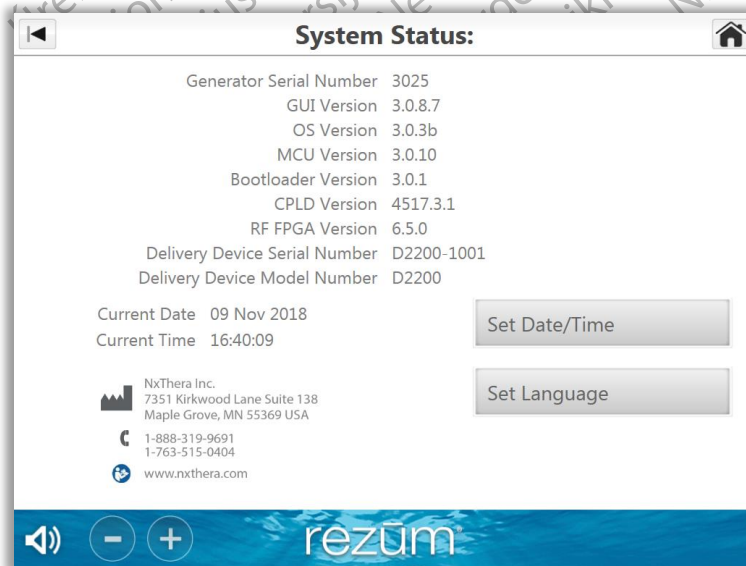 System Status:
Generator Serial Number 3025
GUI Version 3.0.8.7
OS Version 3.0.3b
MCU Version 3.0.10
Bootloader Version 3.0.1
CPLD Version 4517.3.1
RF FPGA Version 6.5.0
Delivery Device Serial Number D2200-1001
Delivery Device Model Number D2200
Current Date 09 Nov 2018
Current Time 16:40:09
Set Date/Time
Set Language
NxThera Inc.
7351 Kirkwood Lane Suite 138
Maple Grove, MN 55369 USA
1-888-319-9691
1-763-515-0404
www.nxthera.com
rezūm®